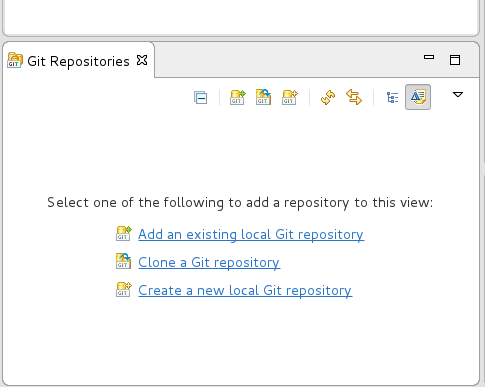 Git Repositories
Select one of the following to add a repository to this view:
Add an existing local Git repository
Clone a Git repository
Create a new local Git repository